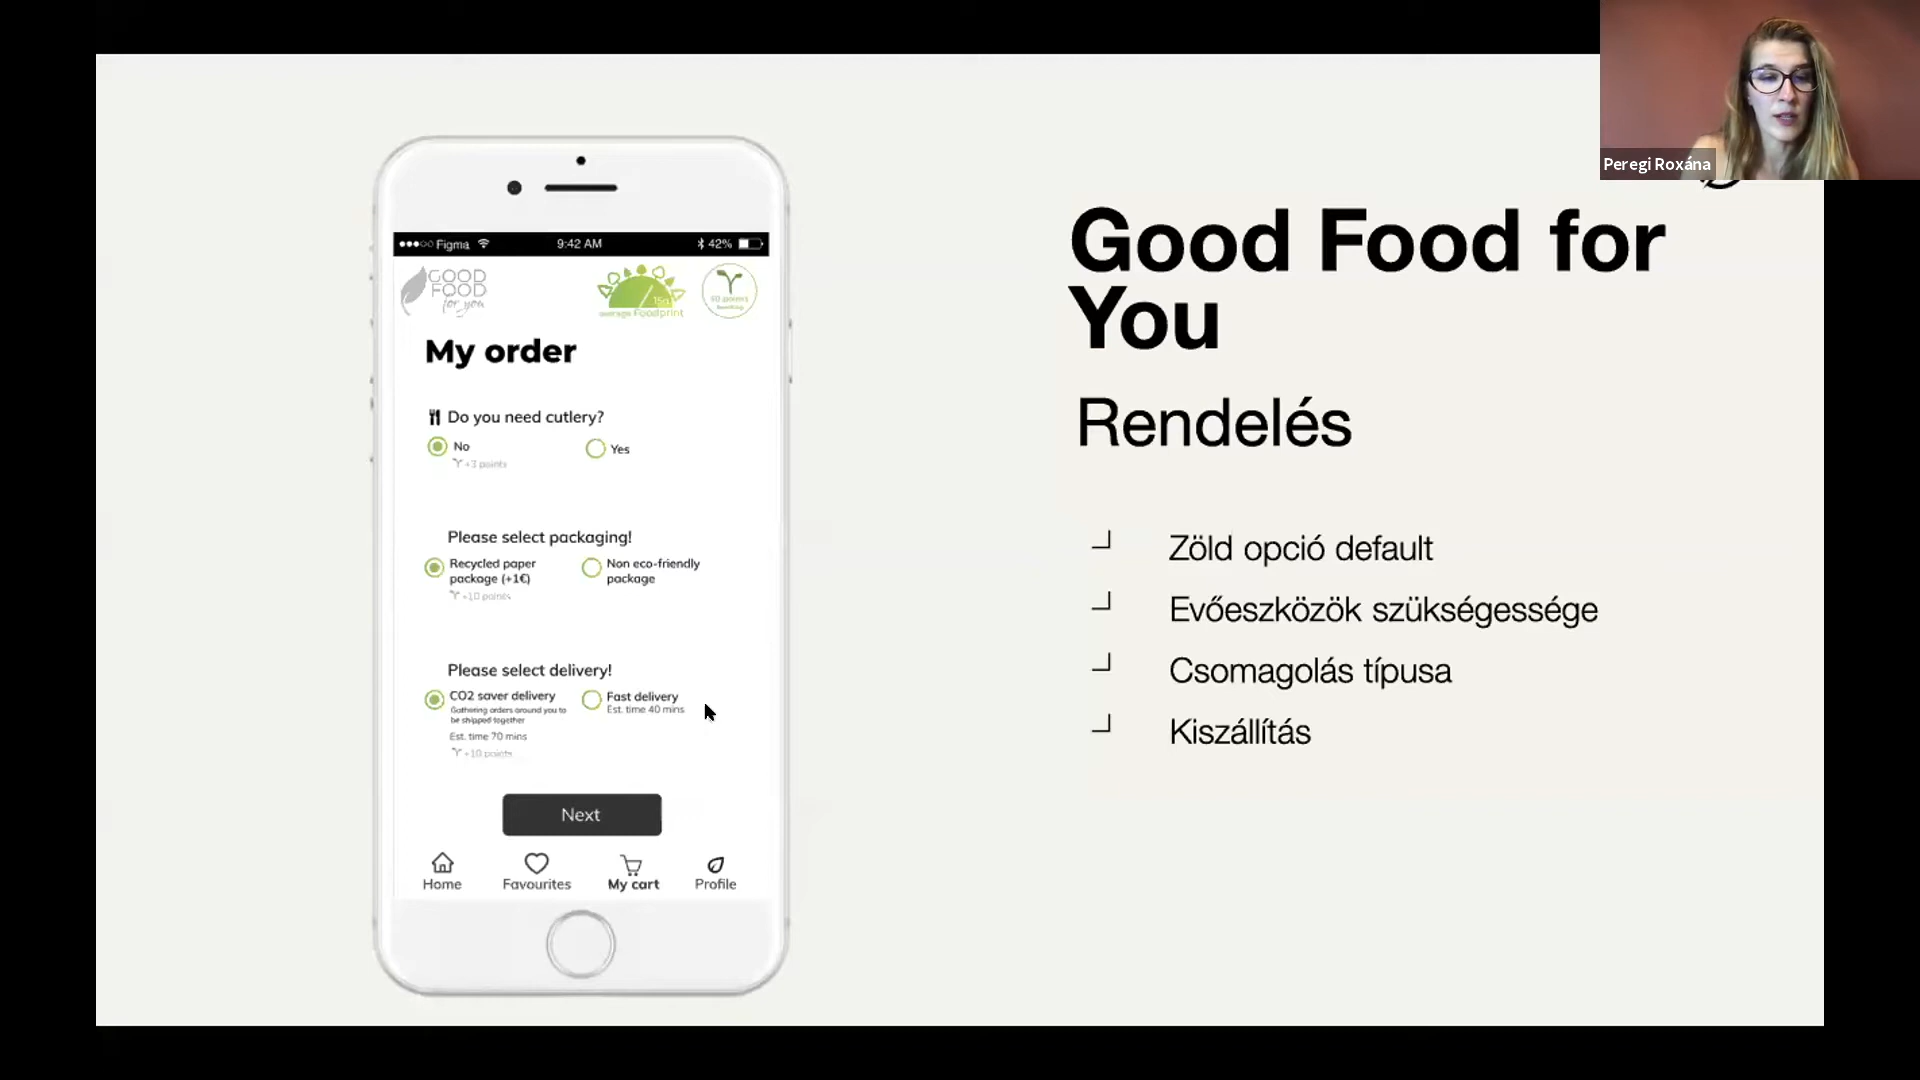 Peregi Roxána
Figma 9:42 AM 42%
GOOD
FOOD
for you
150
average Foodprint
90 points
My order
Do you need cutlery?
No
Yes
+3 points
Please select packaging!
Recycled paper
package (+1€)
Non eco-friendly
package
+10 points
Please select delivery!
CO2 saver delivery
Gathering orders around you to
be shipped together
Est. time 70 mins
+10 points
Fast delivery
Est. time 40 mins
Next
Home
Favourites
My cart
Profile
Good Food for
You
Rendelés
Zöld opció default
Evőeszközök szükségessége
Csomagolás típusa
Kiszállítás